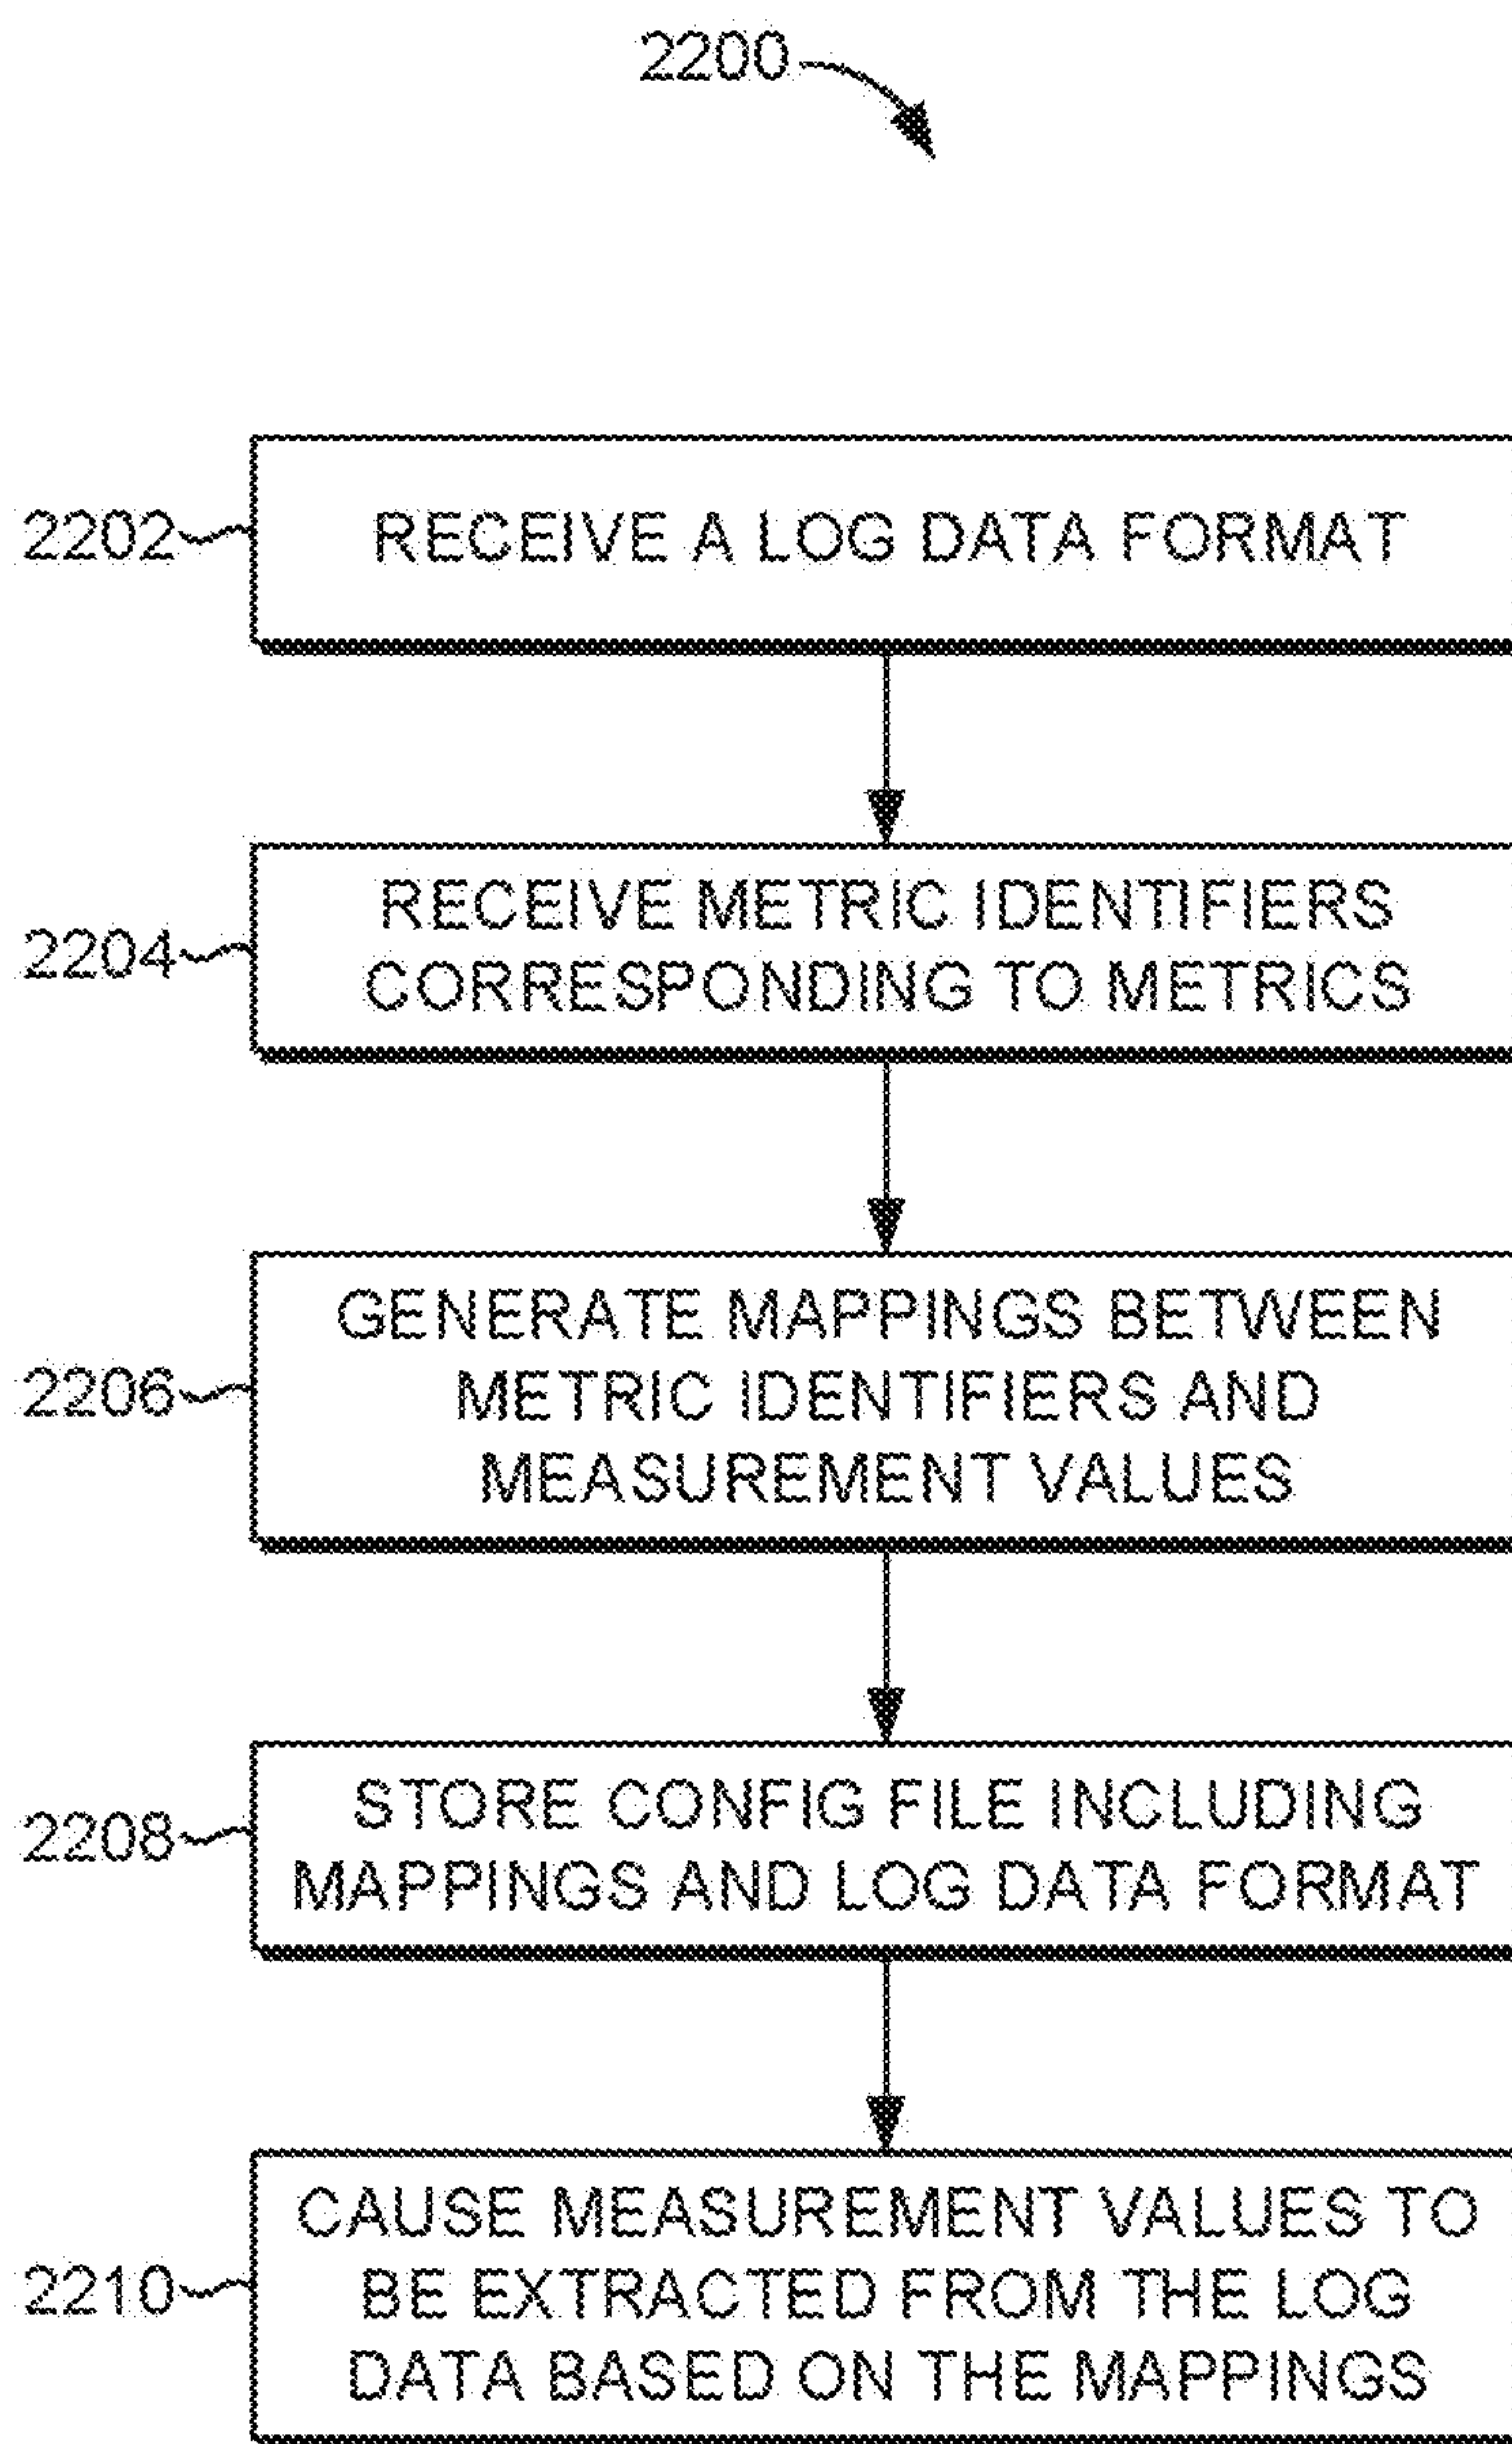 2200
2202
RECEIVE A LOG DATA FORMAT
2204
RECEIVE METRIC IDENTIFIERS
CORRESPONDING TO METRICS
2206
GENERATE MAPPINGS BETWEEN
METRIC IDENTIFIERS AND
MEASUREMENT VALUES
2208
STORE CONFIG FILE INCLUDING
MAPPINGS AND LOG DATA FORMAT
2210
CAUSE MEASUREMENT VALUES TO
BE EXTRACTED FROM THE LOG
DATA BASED ON THE MAPPINGS